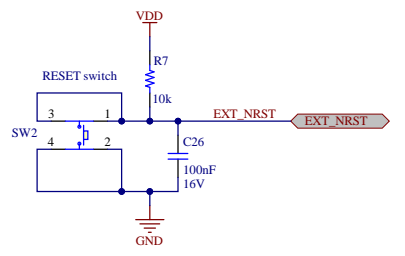 VDD
R7
RESET switch
10k
3
1
EXT_NRST
EXT_NRST
SW2
4
2
C26
100nF
16V
GND